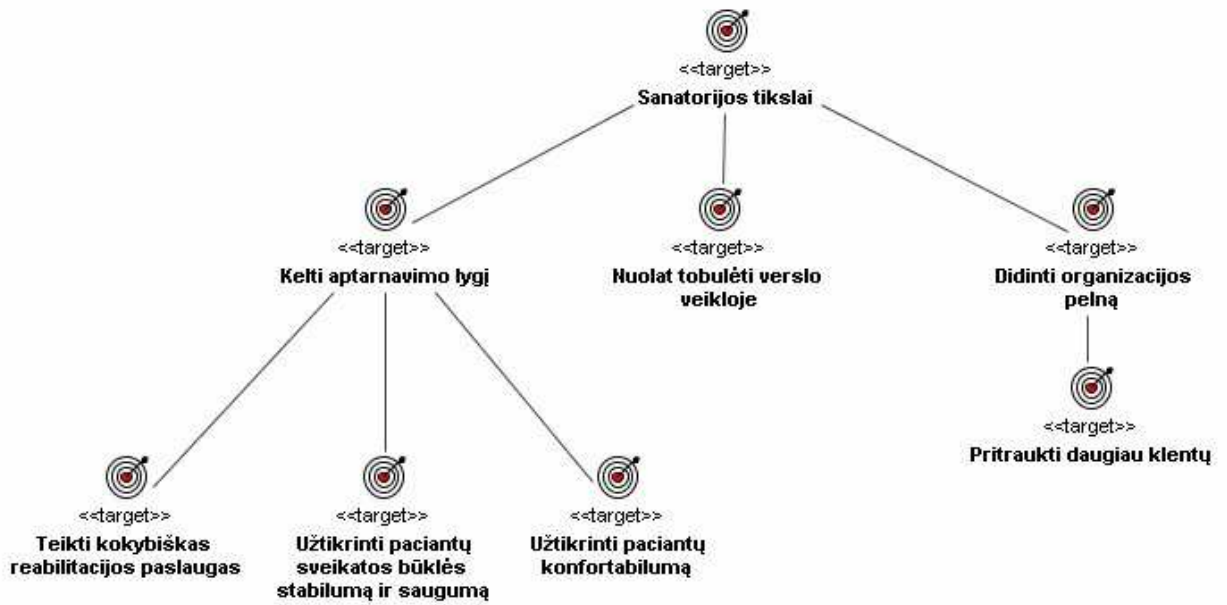 <<target>>
Sanatorijos tikslai
<<target>>
Kelti aptarnavimo lygį
<<target>>
Nuolat tobulėti verslo
veikloje
<<target>>
Didinti organizacijos
pelną
<<target>>
Pritraukti daugiau klentų
<<target>>
Teikti kokybiškas
reabilitacijos paslaugas
<<target>>
Užtikrinti paciantų
sveikatos būklės
stabilumą ir saugumą
<<target>>
Užtikrinti paciantų
konfortabilumą